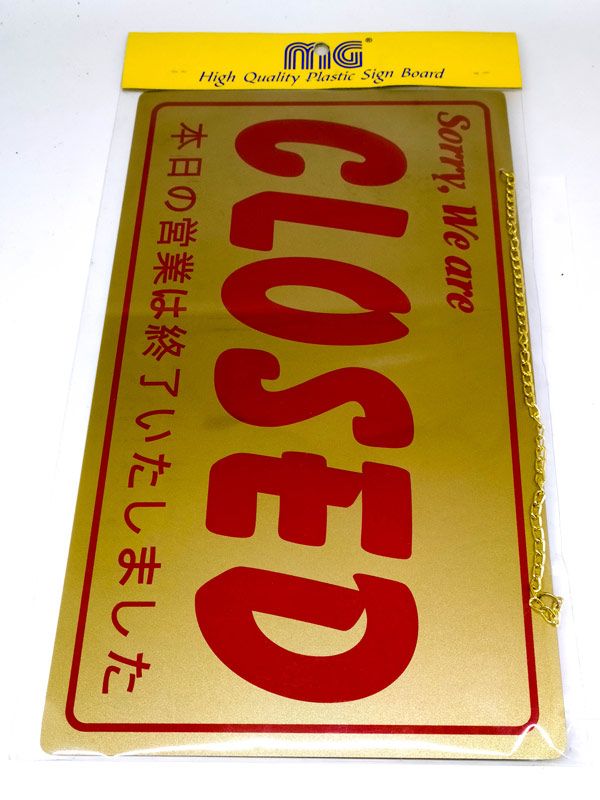 MG®
High Quality Plastic Sign Board
Sorry, We are
CLOSED
本日の営業は終了いたしました